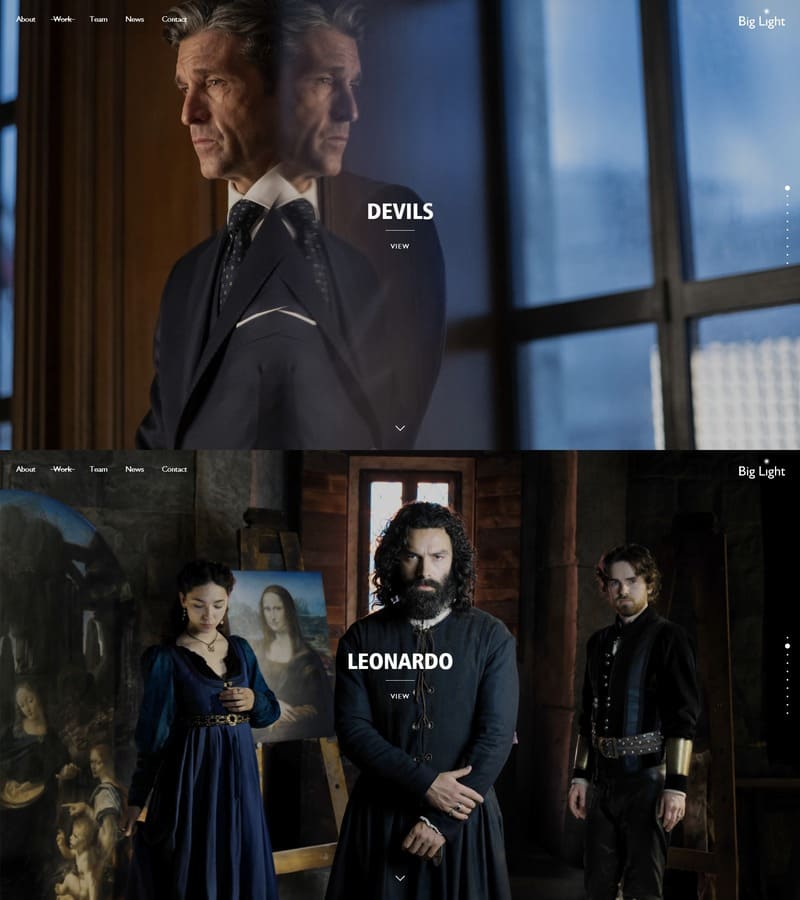 About Work Team News Contact
Big Light
DEVILS
VIEW
About Work Team News Contact
Big Light
LEONARDO
VIEW